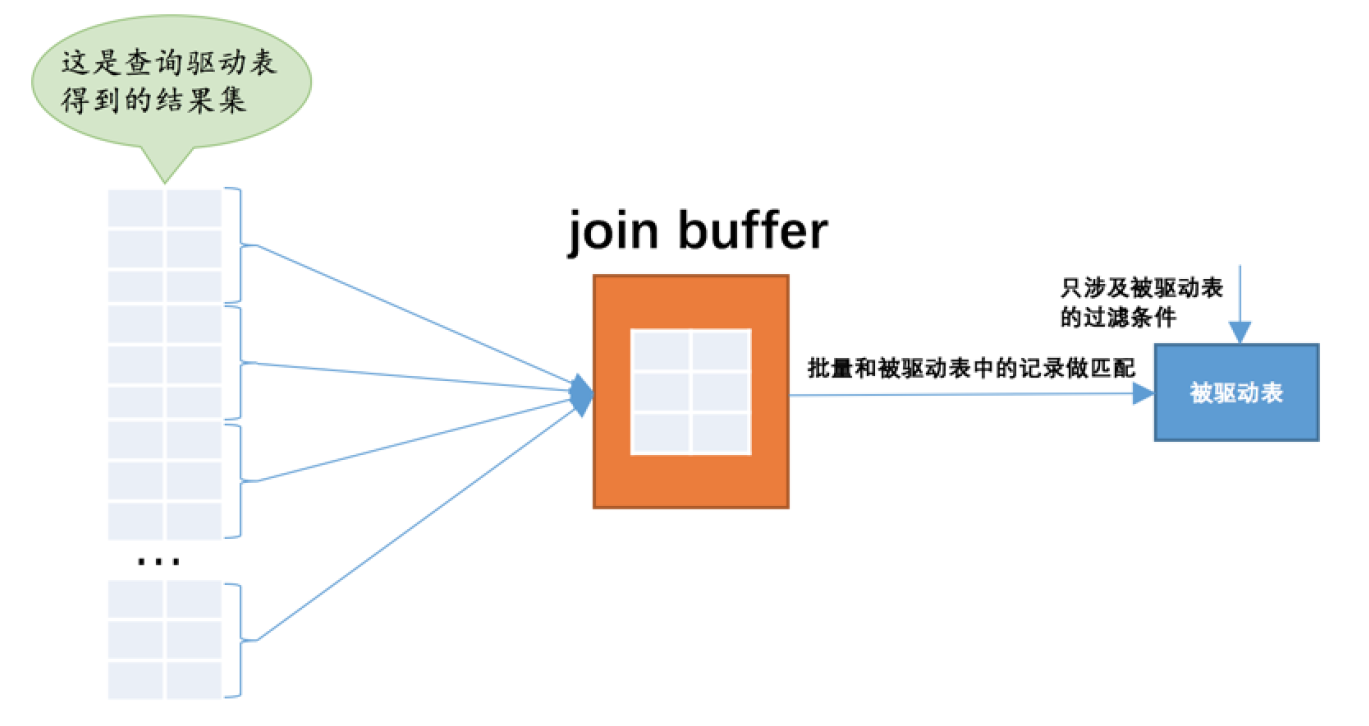 这是查询驱动表
得到的结果集
join buffer
只涉及被驱动表
的过滤条件
批量和被驱动表中的记录做匹配
被驱动表
...